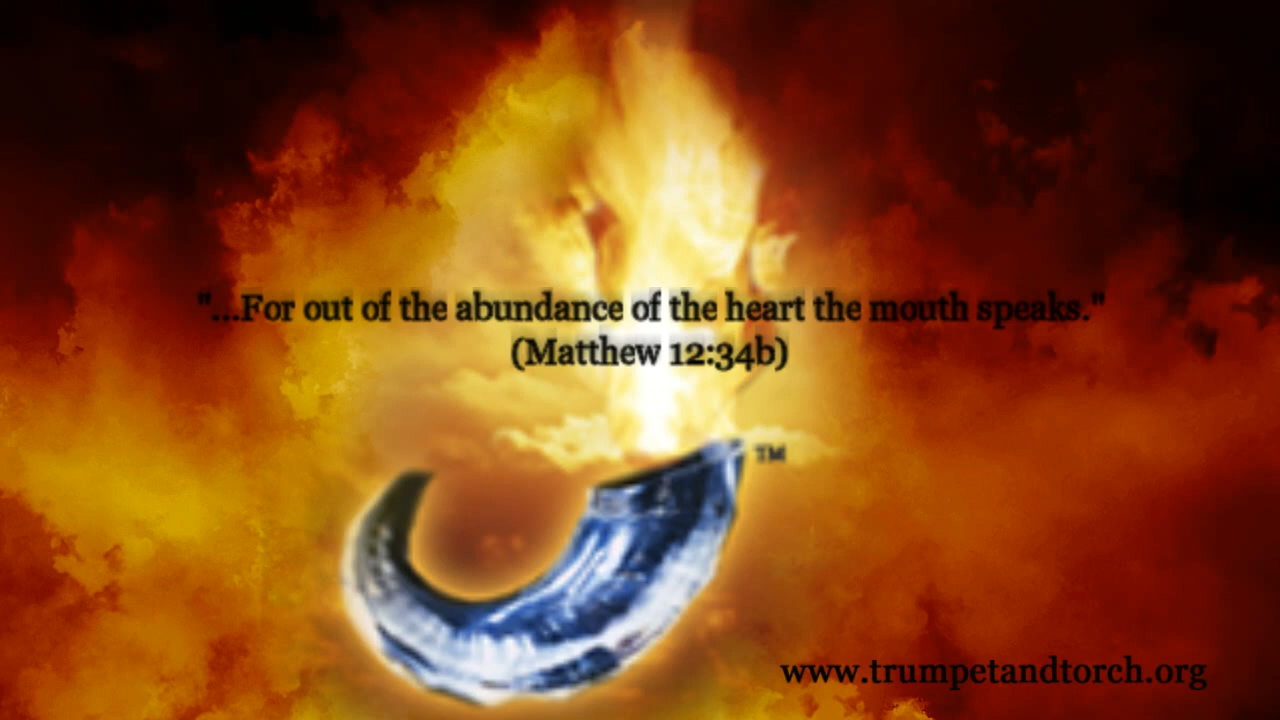 "...For out of the abundance of the heart the mouth speaks."
(Matthew 12:34b)
TM
www.trumpetandtorch.org